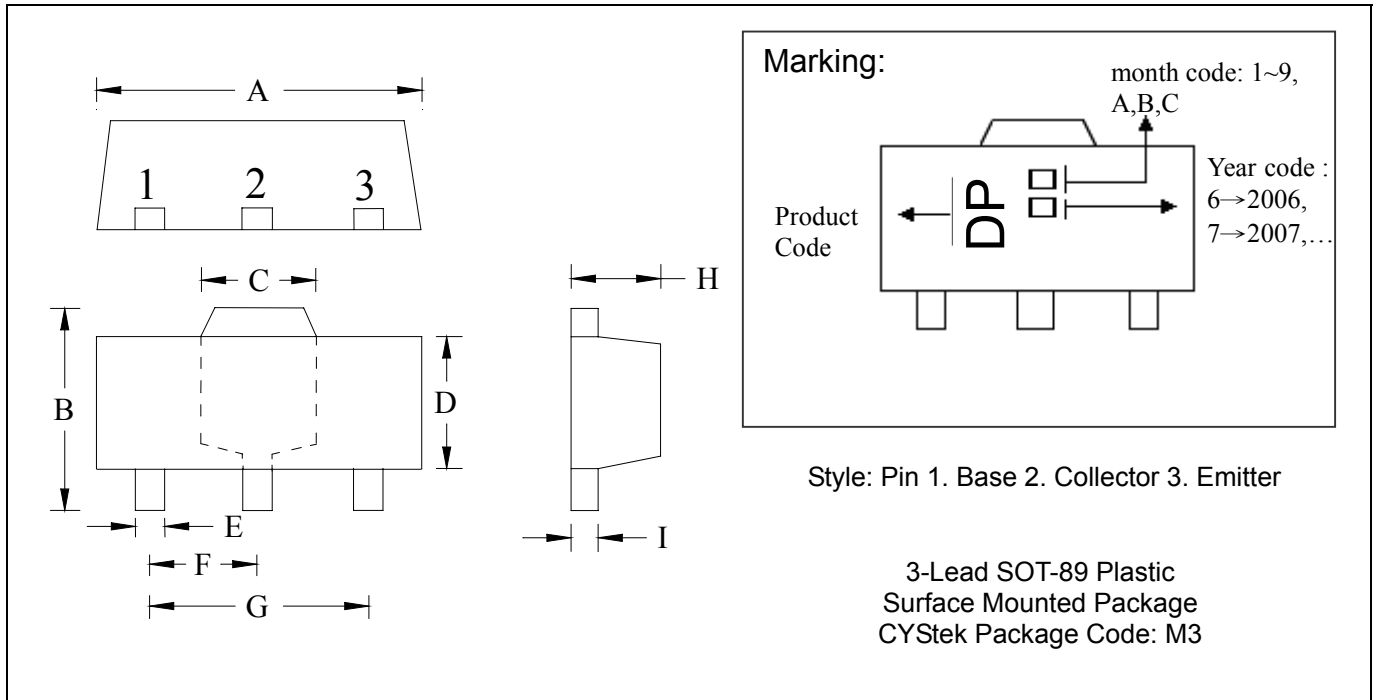 A
1 2 3
C
B
D
E
F
G
H
I
Marking:
month code: 1~9,
A,B,C
Year code :
6→2006,
7→2007,…
Product
Code
DP
Style: Pin 1. Base 2. Collector 3. Emitter
3-Lead SOT-89 Plastic
Surface Mounted Package
CYStek Package Code: M3